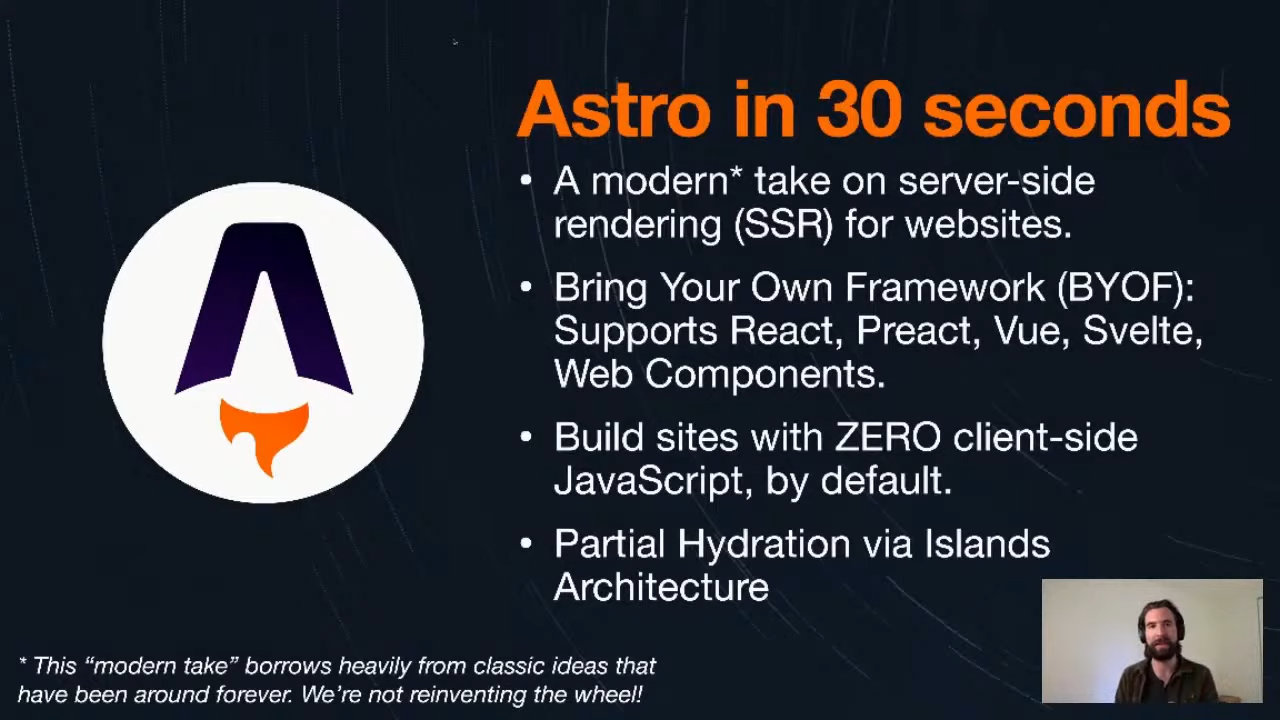 Astro in 30 seconds
• A modern* take on server-side
rendering (SSR) for websites.
• Bring Your Own Framework (BYOF):
Supports React, Preact, Vue, Svelte,
Web Components.
• Build sites with ZERO client-side
JavaScript, by default.
• Partial Hydration via Islands
Architecture
* This “modern take” borrows heavily from classic ideas that
have been around forever. We’re not reinventing the wheel!